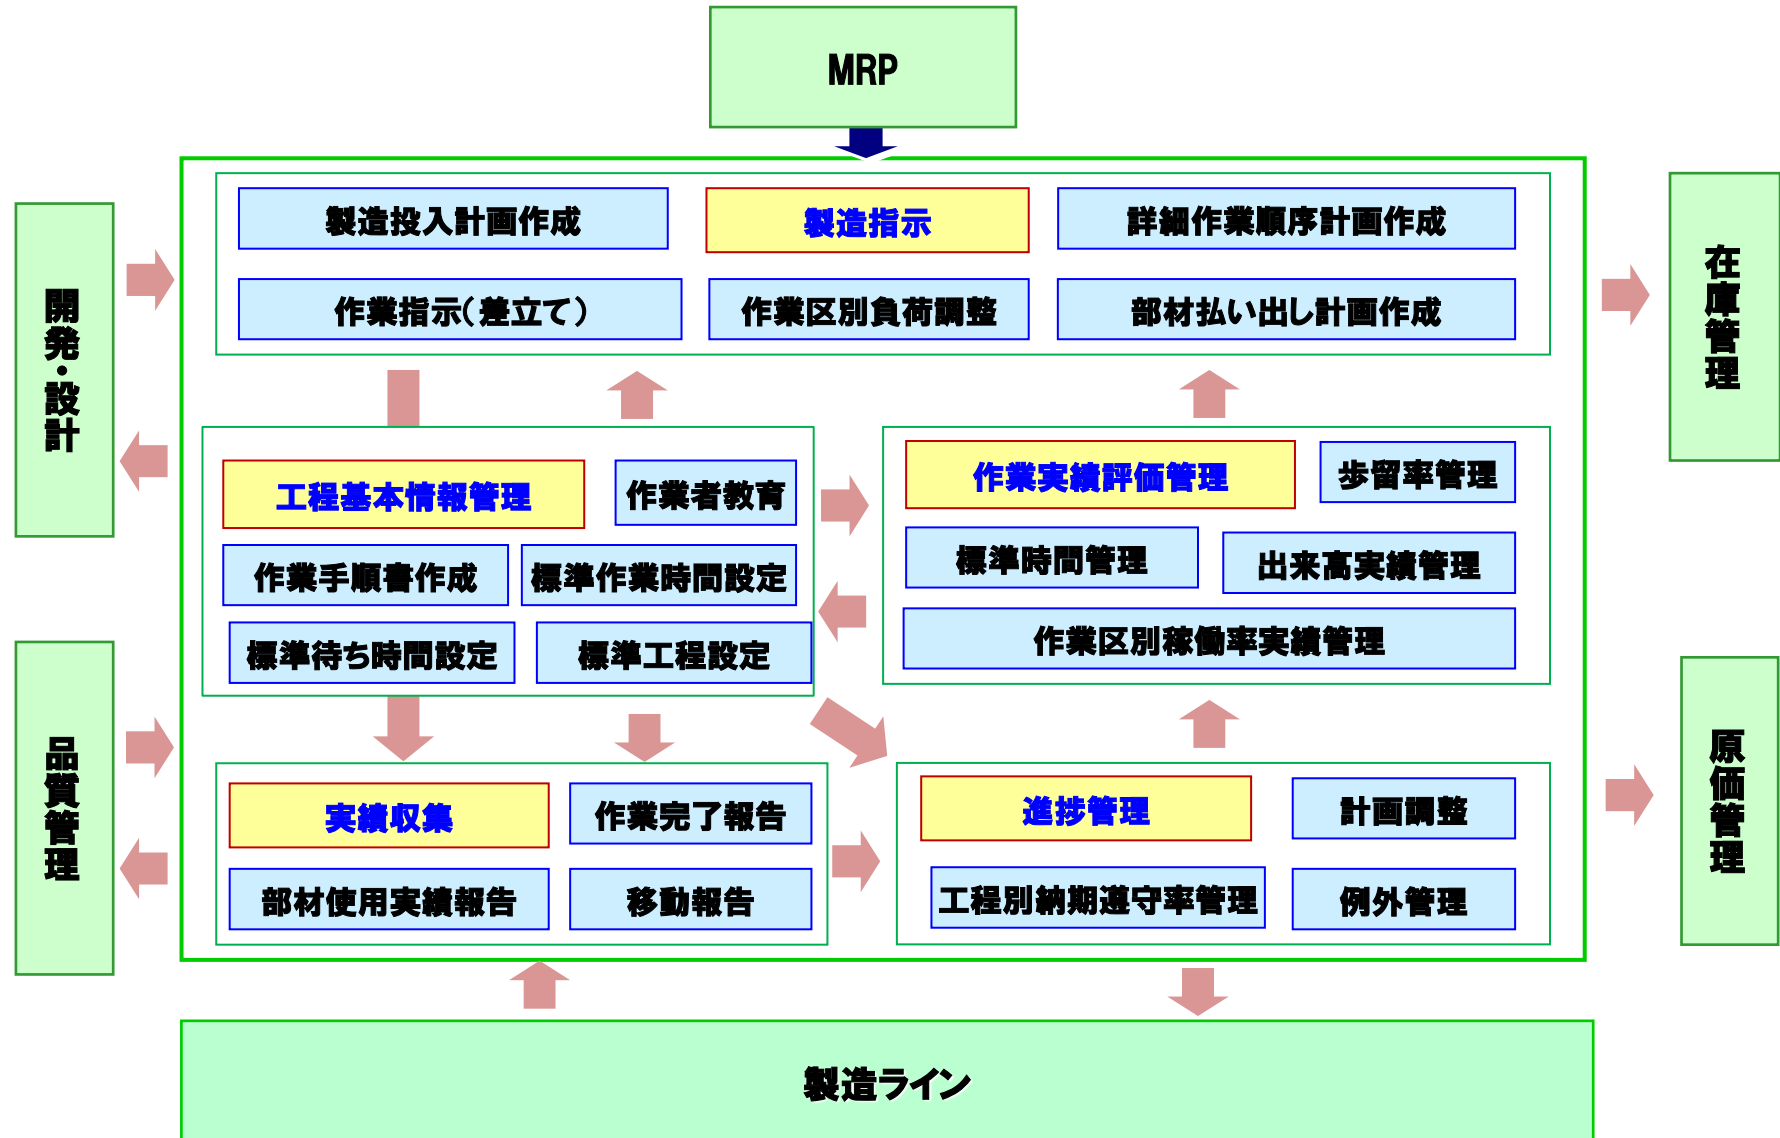 MRP
製造投入計画作成
製造指示
詳細作業順序計画作成
作業指示(差立て)
作業区別負荷調整
部材払い出し計画作成
開発・設計
在庫管理
工程基本情報管理
作業者教育
作業手順書作成
標準作業時間設定
標準待ち時間設定
標準工程設定
作業実績評価管理
歩留率管理
標準時間管理
出来高実績管理
作業区別稼働率実績管理
品質管理
原価管理
実績収集
作業完了報告
部材使用実績報告
移動報告
進捗管理
計画調整
工程別納期遵守率管理
例外管理
製造ライン